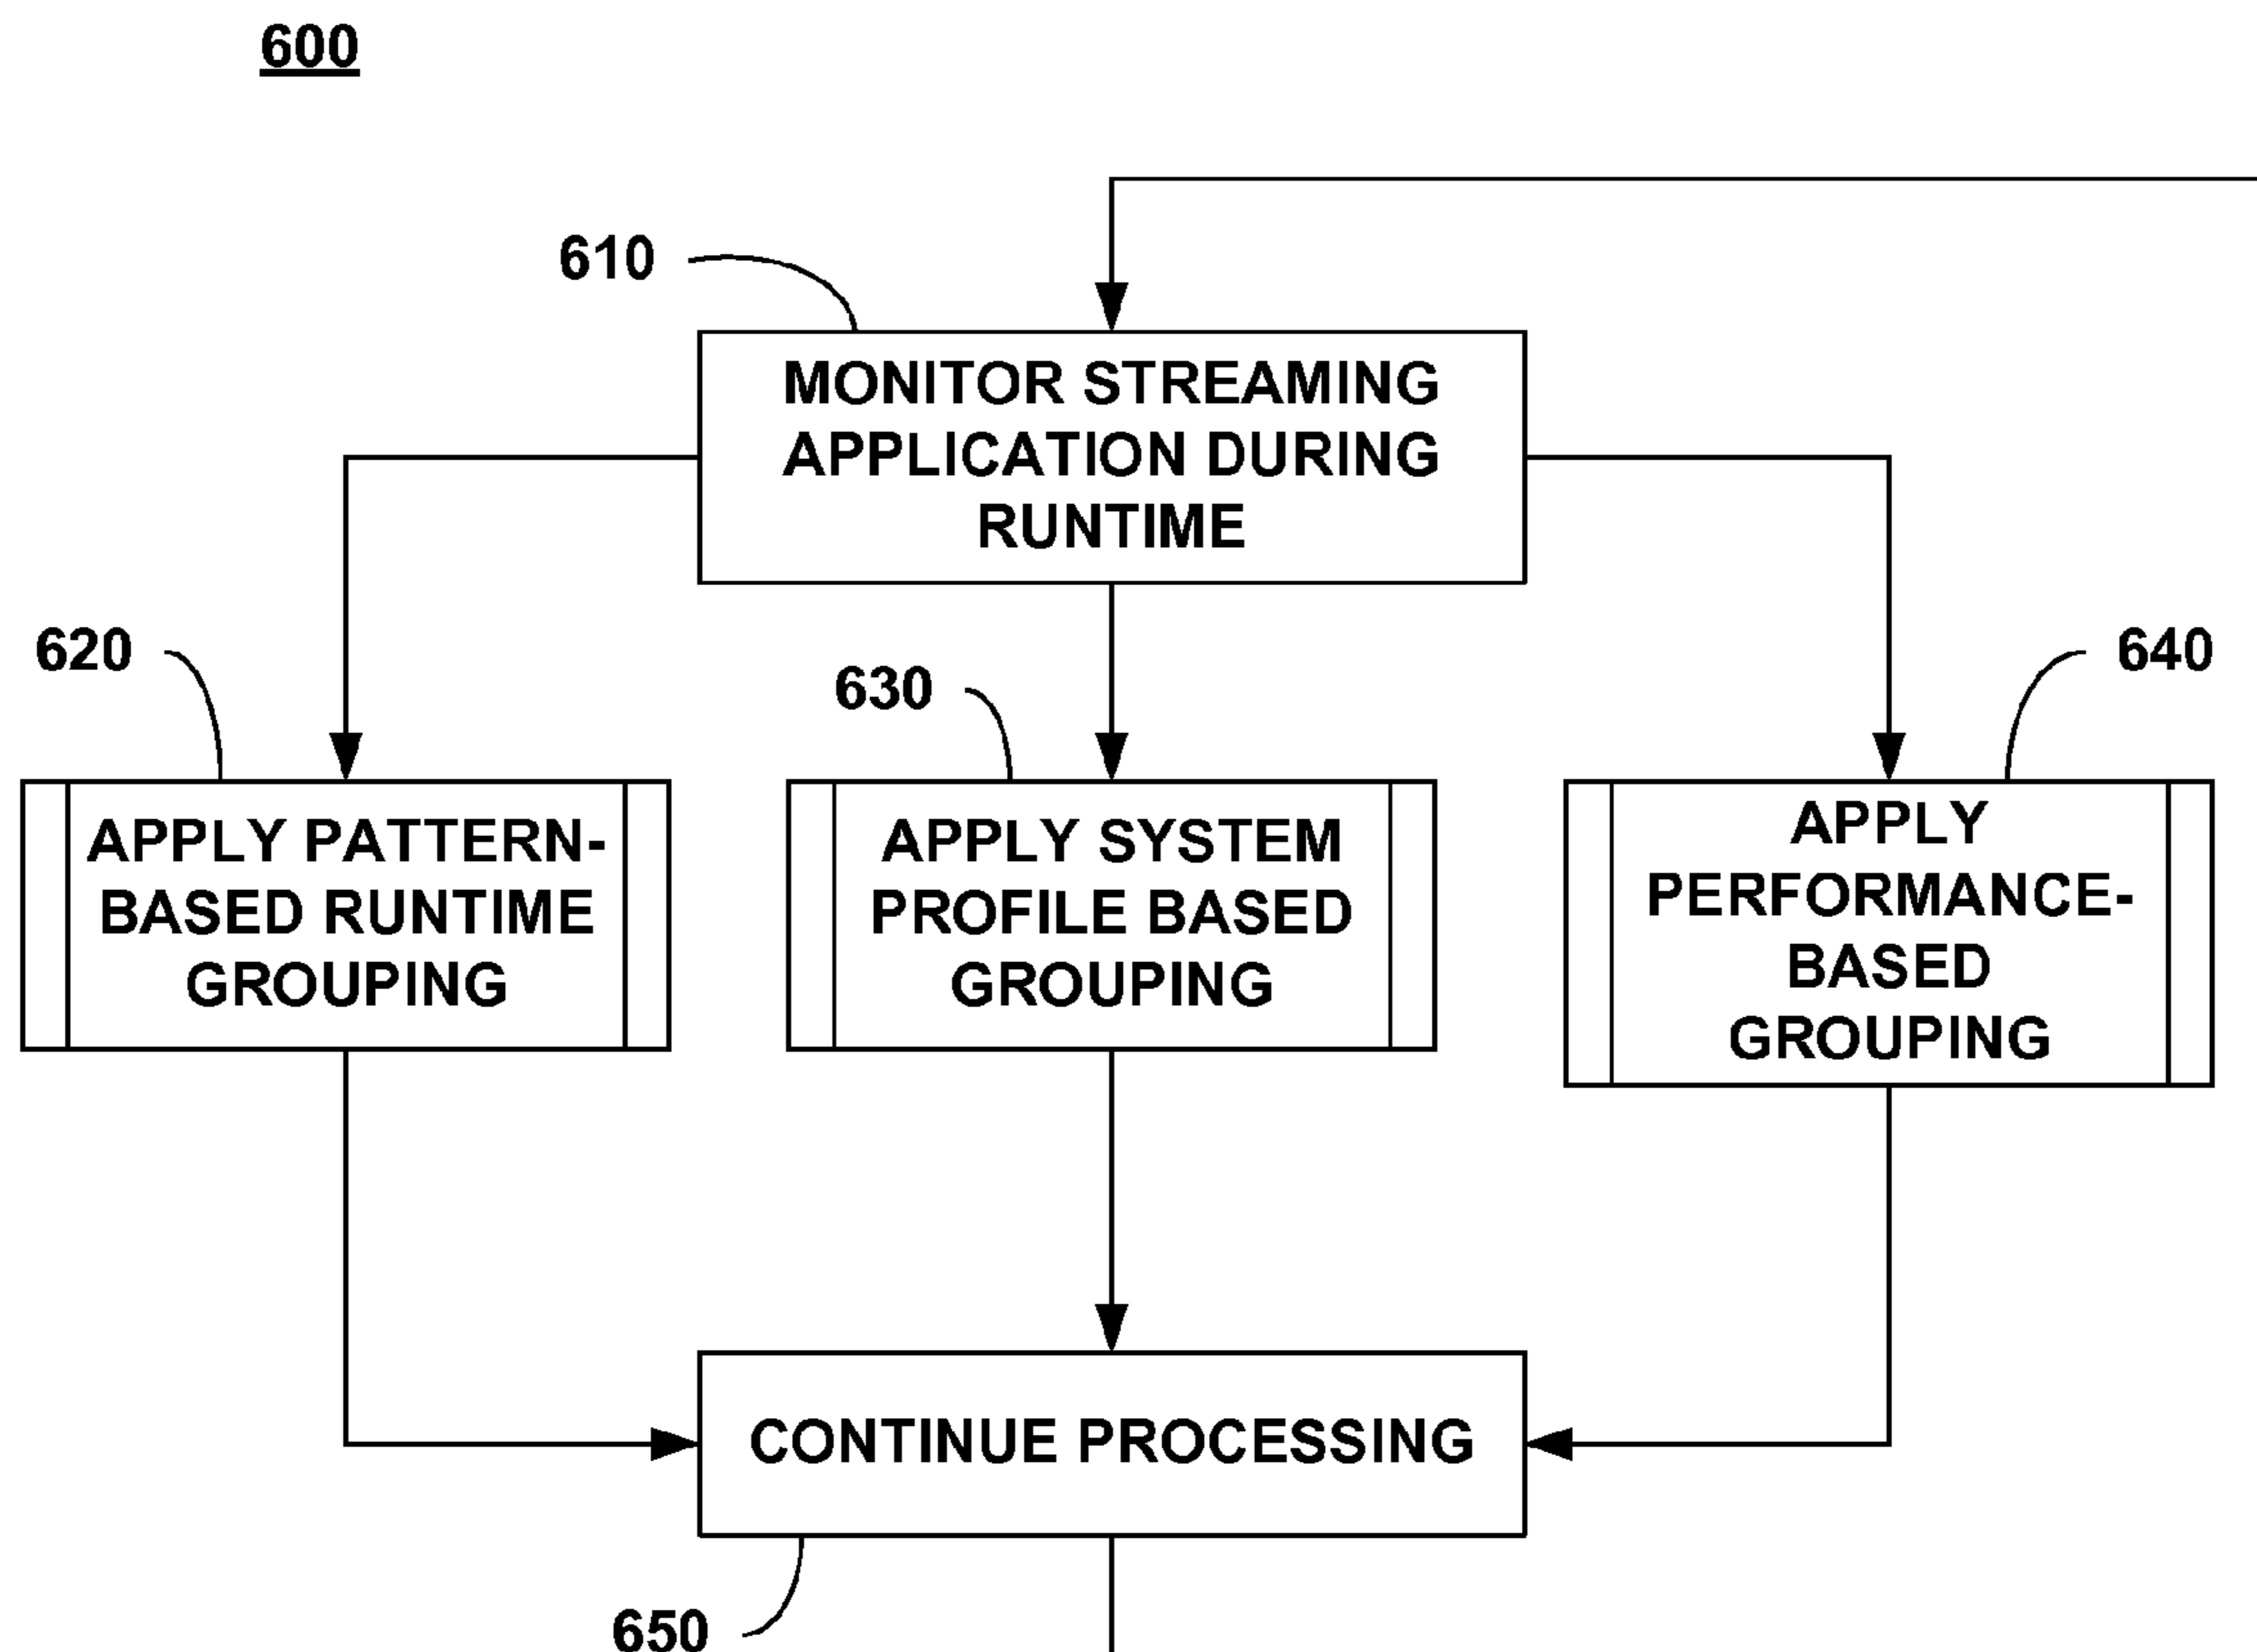 600
610
MONITOR STREAMING
APPLICATION DURING
RUNTIME
620
630
640
APPLY PATTERN-
BASED RUNTIME
GROUPING
APPLY SYSTEM
PROFILE BASED
GROUPING
APPLY
PERFORMANCE-
BASED
GROUPING
CONTINUE PROCESSING
650